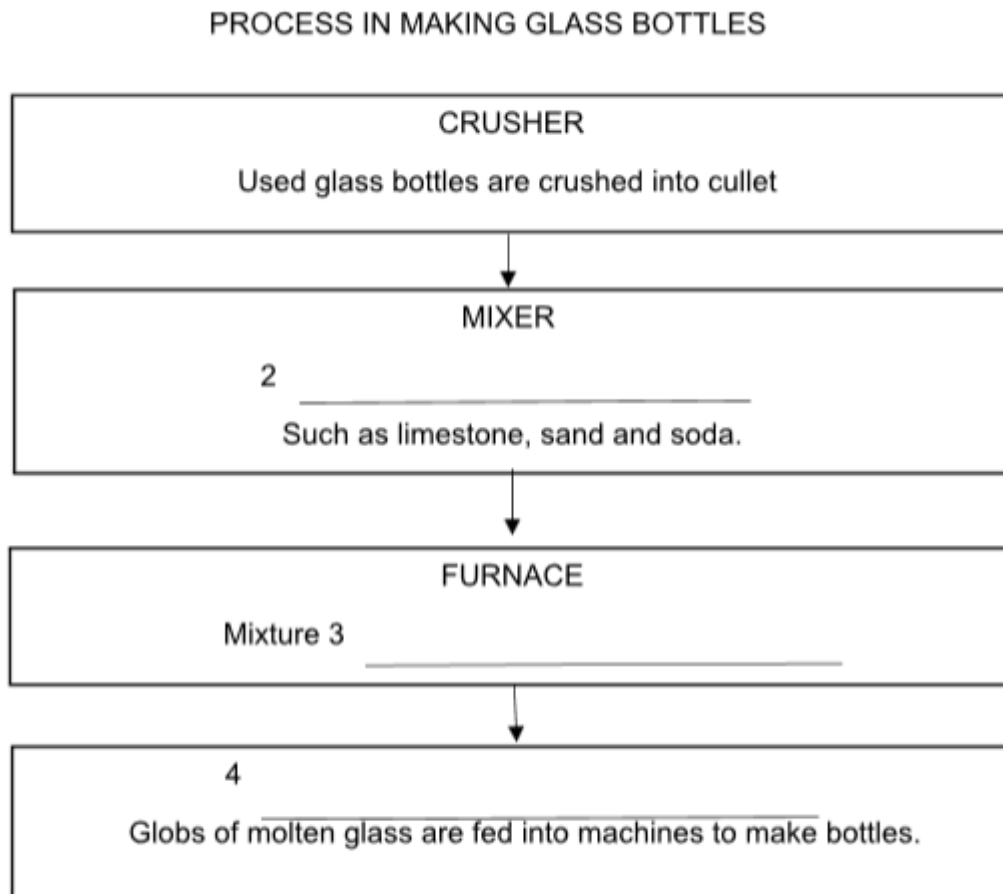 PROCESS IN MAKING GLASS BOTTLES
CRUSHER
Used glass bottles are crushed into cullet
MIXER
2
Such as limestone, sand and soda.
FURNACE
Mixture 3
4
Globs of molten glass are fed into machines to make bottles.